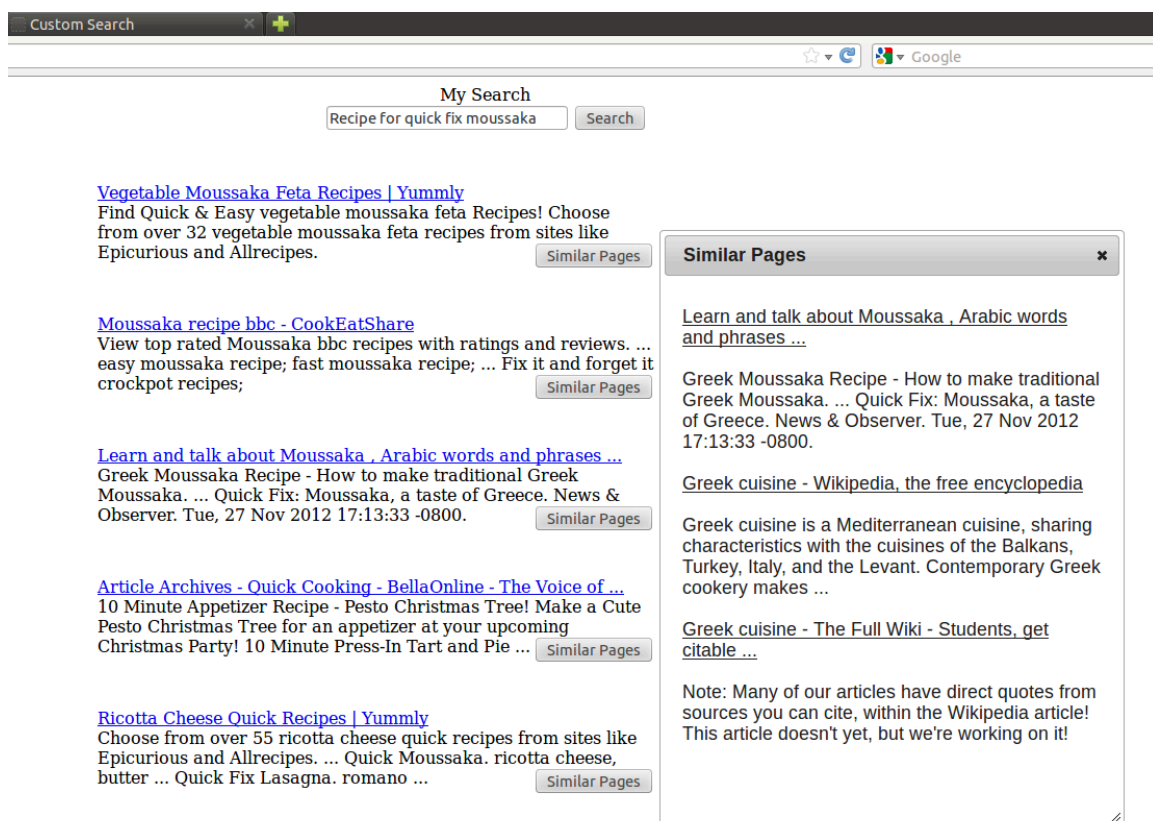 Custom Search
Google
My Search
Recipe for quick fix moussaka
Search
Vegetable Moussaka Feta Recipes | Yummly
Find Quick & Easy vegetable moussaka feta Recipes! Choose
from over 32 vegetable moussaka feta recipes from sites like
Epicurious and Allrecipes.
Similar Pages
Moussaka recipe bbc - CookEatShare
View top rated Moussaka bbc recipes with ratings and reviews. ...
easy moussaka recipe; fast moussaka recipe; ... Fix it and forget it
crockpot recipes;
Similar Pages
Learn and talk about Moussaka , Arabic words and phrases ...
Greek Moussaka Recipe - How to make traditional Greek
Moussaka. ... Quick Fix: Moussaka, a taste of Greece. News &
Observer. Tue, 27 Nov 2012 17:13:33 -0800.
Similar Pages
Article Archives - Quick Cooking - BellaOnline - The Voice of ...
10 Minute Appetizer Recipe - Pesto Christmas Tree! Make a Cute
Pesto Christmas Tree for an appetizer at your upcoming
Christmas Party! 10 Minute Press-In Tart and Pie ...
Similar Pages
Ricotta Cheese Quick Recipes | Yummly
Choose from over 55 ricotta cheese quick recipes from sites like
Epicurious and Allrecipes. ... Quick Moussaka. ricotta cheese,
butter ... Quick Fix Lasagna. romano ...
Similar Pages
Similar Pages
Learn and talk about Moussaka , Arabic words
and phrases ...
Greek Moussaka Recipe - How to make traditional
Greek Moussaka. ... Quick Fix: Moussaka, a taste
of Greece. News & Observer. Tue, 27 Nov 2012
17:13:33 -0800.
Greek cuisine - Wikipedia, the free encyclopedia
Greek cuisine is a Mediterranean cuisine, sharing
characteristics with the cuisines of the Balkans,
Turkey, Italy, and the Levant. Contemporary Greek
cookery makes ...
Greek cuisine - The Full Wiki - Students, get
citable ...
Note: Many of our articles have direct quotes from
sources you can cite, within the Wikipedia article!
This article doesn't yet, but we're working on it!